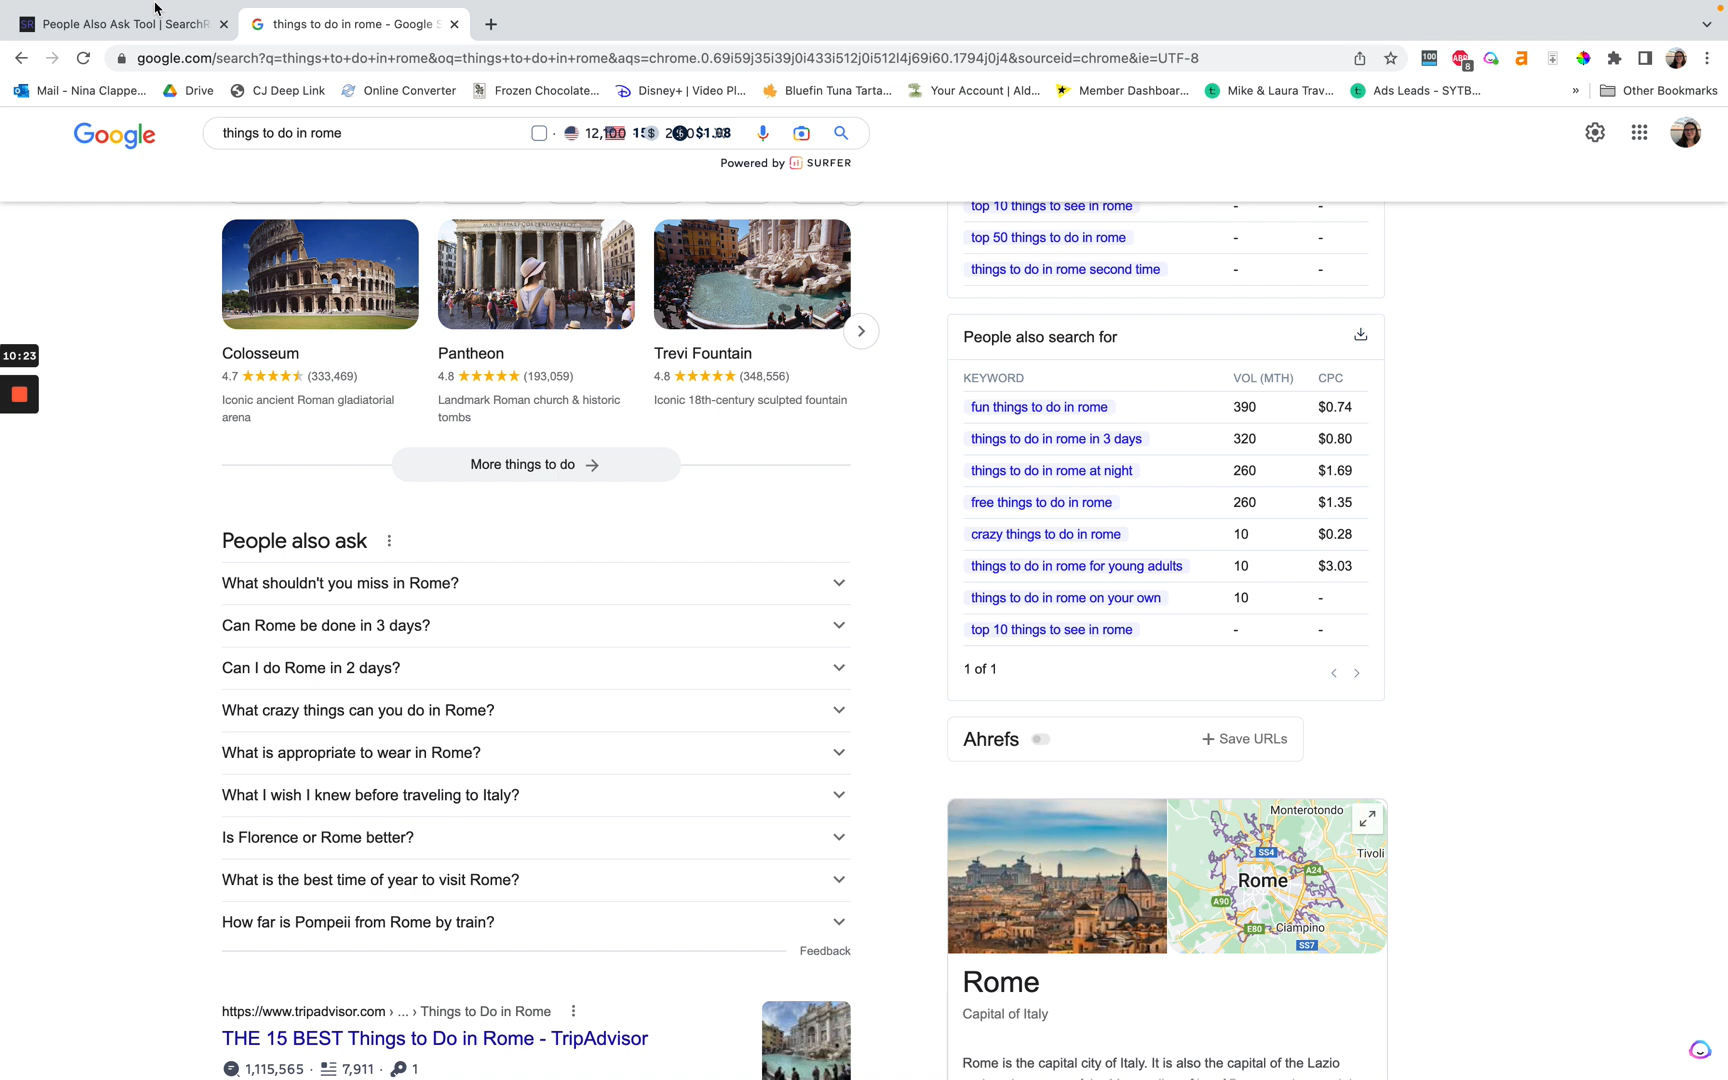 People Also Ask Tool | SearchR
things to do in rome - Google S
google.com/search?q=things+to+do+in+rome&oq=things+to+do+in+rome&aqs=chrome.0.69i59j35i39j0i433i512j0i512l4j69i60.1794j0j4&sourceid=chrome&ie=UTF-8
Mail - Nina Clappe...
Drive
CJ Deep Link
Online Converter
Frozen Chocolate...
Disney+ | Video Pl...
Bluefin Tuna Tarta...
Your Account | Ald...
Member Dashboar...
Mike & Laura Trav...
Ads Leads - SYTB...
»
Other Bookmarks
Google
things to do in rome
Powered by SURFER
top 10 things to see in rome - -
top 50 things to do in rome - -
things to do in rome second time - -
10:23
Colosseum
4.7 (333,469)
Iconic ancient Roman gladiatorial
arena
Pantheon
4.8 (193,059)
Landmark Roman church & historic
tombs
Trevi Fountain
4.8 (348,556)
Iconic 18th-century sculpted fountain
More things to do
People also ask
What shouldn't you miss in Rome?
Can Rome be done in 3 days?
Can I do Rome in 2 days?
What crazy things can you do in Rome?
What is appropriate to wear in Rome?
What I wish I knew before traveling to Italy?
Is Florence or Rome better?
What is the best time of year to visit Rome?
How far is Pompeii from Rome by train?
Feedback
https://www.tripadvisor.com › ... › Things to Do in Rome
THE 15 BEST Things to Do in Rome - TripAdvisor
1,115,565 · 7,911 · 1
People also search for
KEYWORD VOL (MTH) CPC
fun things to do in rome 390 $0.74
things to do in rome in 3 days 320 $0.80
things to do in rome at night 260 $1.69
free things to do in rome 260 $1.35
crazy things to do in rome 10 $0.28
things to do in rome for young adults 10 $3.03
things to do in rome on your own 10 -
top 10 things to see in rome - -
1 of 1
Ahrefs
+ Save URLs
Monterotondo
SS4
Tivoli
A24
Rome
A90
E80
Ciampino
SS7
Rome
Capital of Italy
Rome is the capital city of Italy. It is also the capital of the Lazio